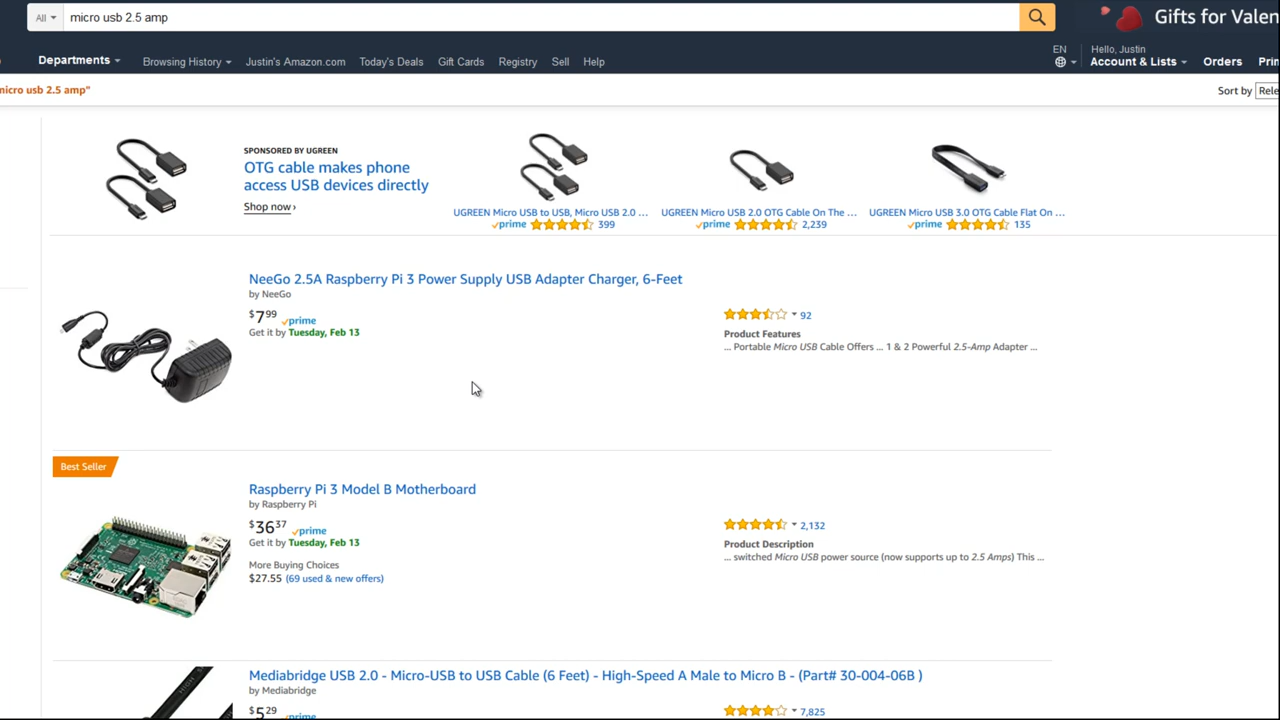 All
micro usb 2.5 amp
Gifts for Valen
Departments
Browsing History
Justin's Amazon.com
Today's Deals
Gift Cards
Registry
Sell
Help
EN
Hello, Justin
Account & Lists
Orders
Prin
micro usb 2.5 amp"
Sort by Rele
SPONSORED BY UGREEN
OTG cable makes phone
access USB devices directly
Shop now ›
UGREEN Micro USB to USB, Micro USB 2.0 ...
prime 399
UGREEN Micro USB 2.0 OTG Cable On The ...
prime 2,239
UGREEN Micro USB 3.0 OTG Cable Flat On ...
prime 135
NeeGo 2.5A Raspberry Pi 3 Power Supply USB Adapter Charger, 6-Feet
by NeeGo
$7 99 prime
Get it by Tuesday, Feb 13
92
Product Features
... Portable Micro USB Cable Offers ... 1 & 2 Powerful 2.5-Amp Adapter ...
Best Seller
Raspberry Pi 3 Model B Motherboard
by Raspberry Pi
$36 37 prime
Get it by Tuesday, Feb 13
More Buying Choices
$27.55 (69 used & new offers)
2,132
Product Description
... switched Micro USB power source (now supports up to 2.5 Amps) This ...
Mediabridge USB 2.0 - Micro-USB to USB Cable (6 Feet) - High-Speed A Male to Micro B - (Part# 30-004-06B )
by Mediabridge
$5 29 prime
7,825